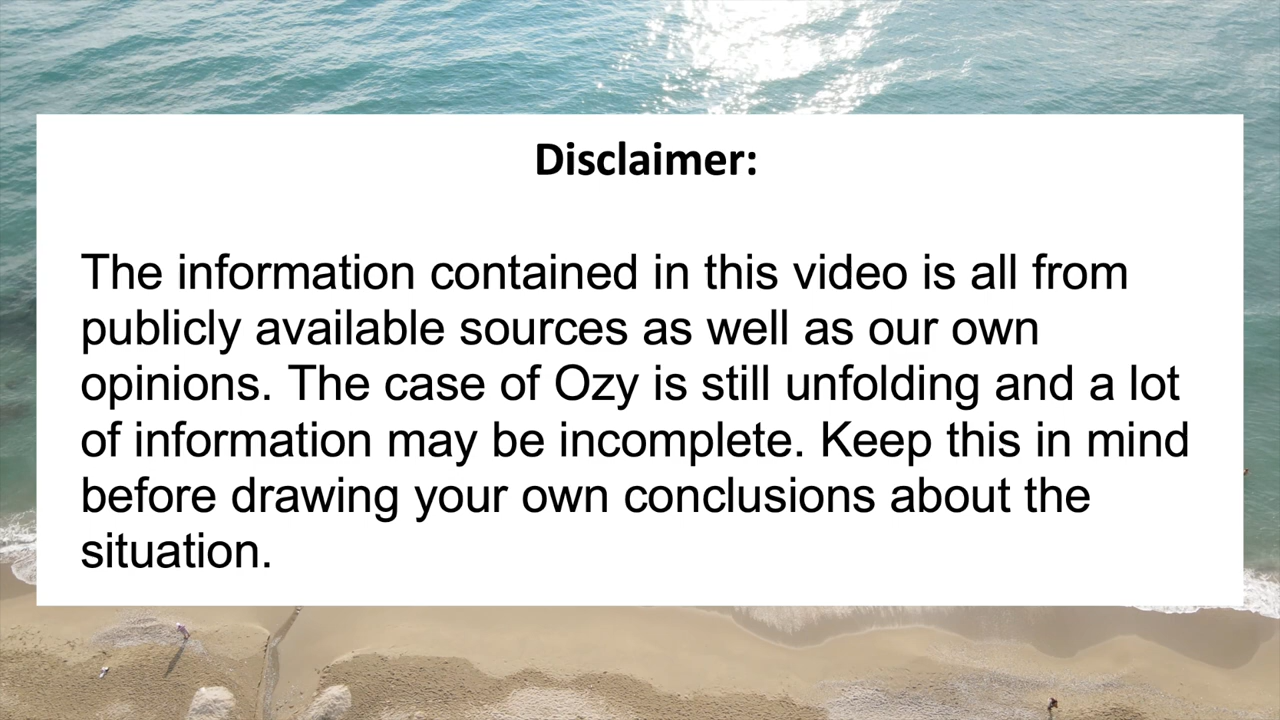 Disclaimer:
The information contained in this video is all from
publicly available sources as well as our own
opinions. The case of Ozy is still unfolding and a lot
of information may be incomplete. Keep this in mind
before drawing your own conclusions about the
situation.